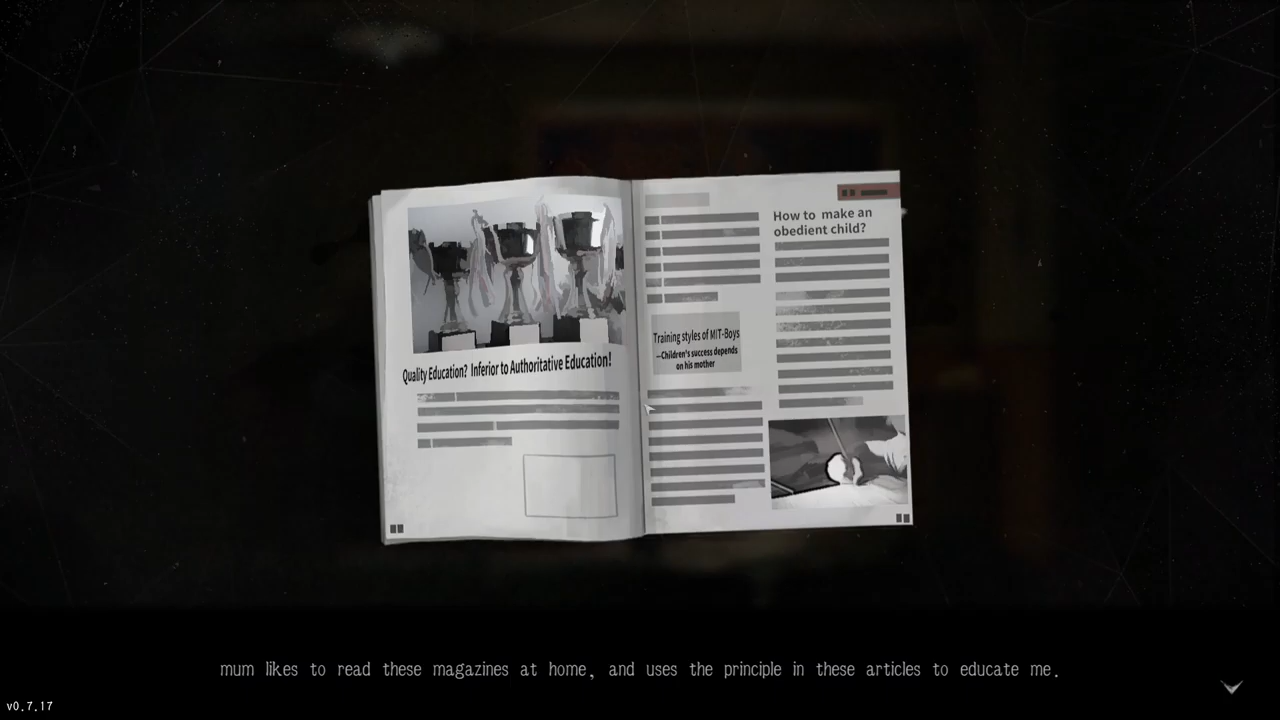 Quality Education? Inferior to Authoritative Education!
Training styles of MIT-Boys
—Children's success depends
on his mother
How to make an
obedient child?
mum likes to read these magazines at home, and uses the principle in these articles to educate me.
v0.7.17